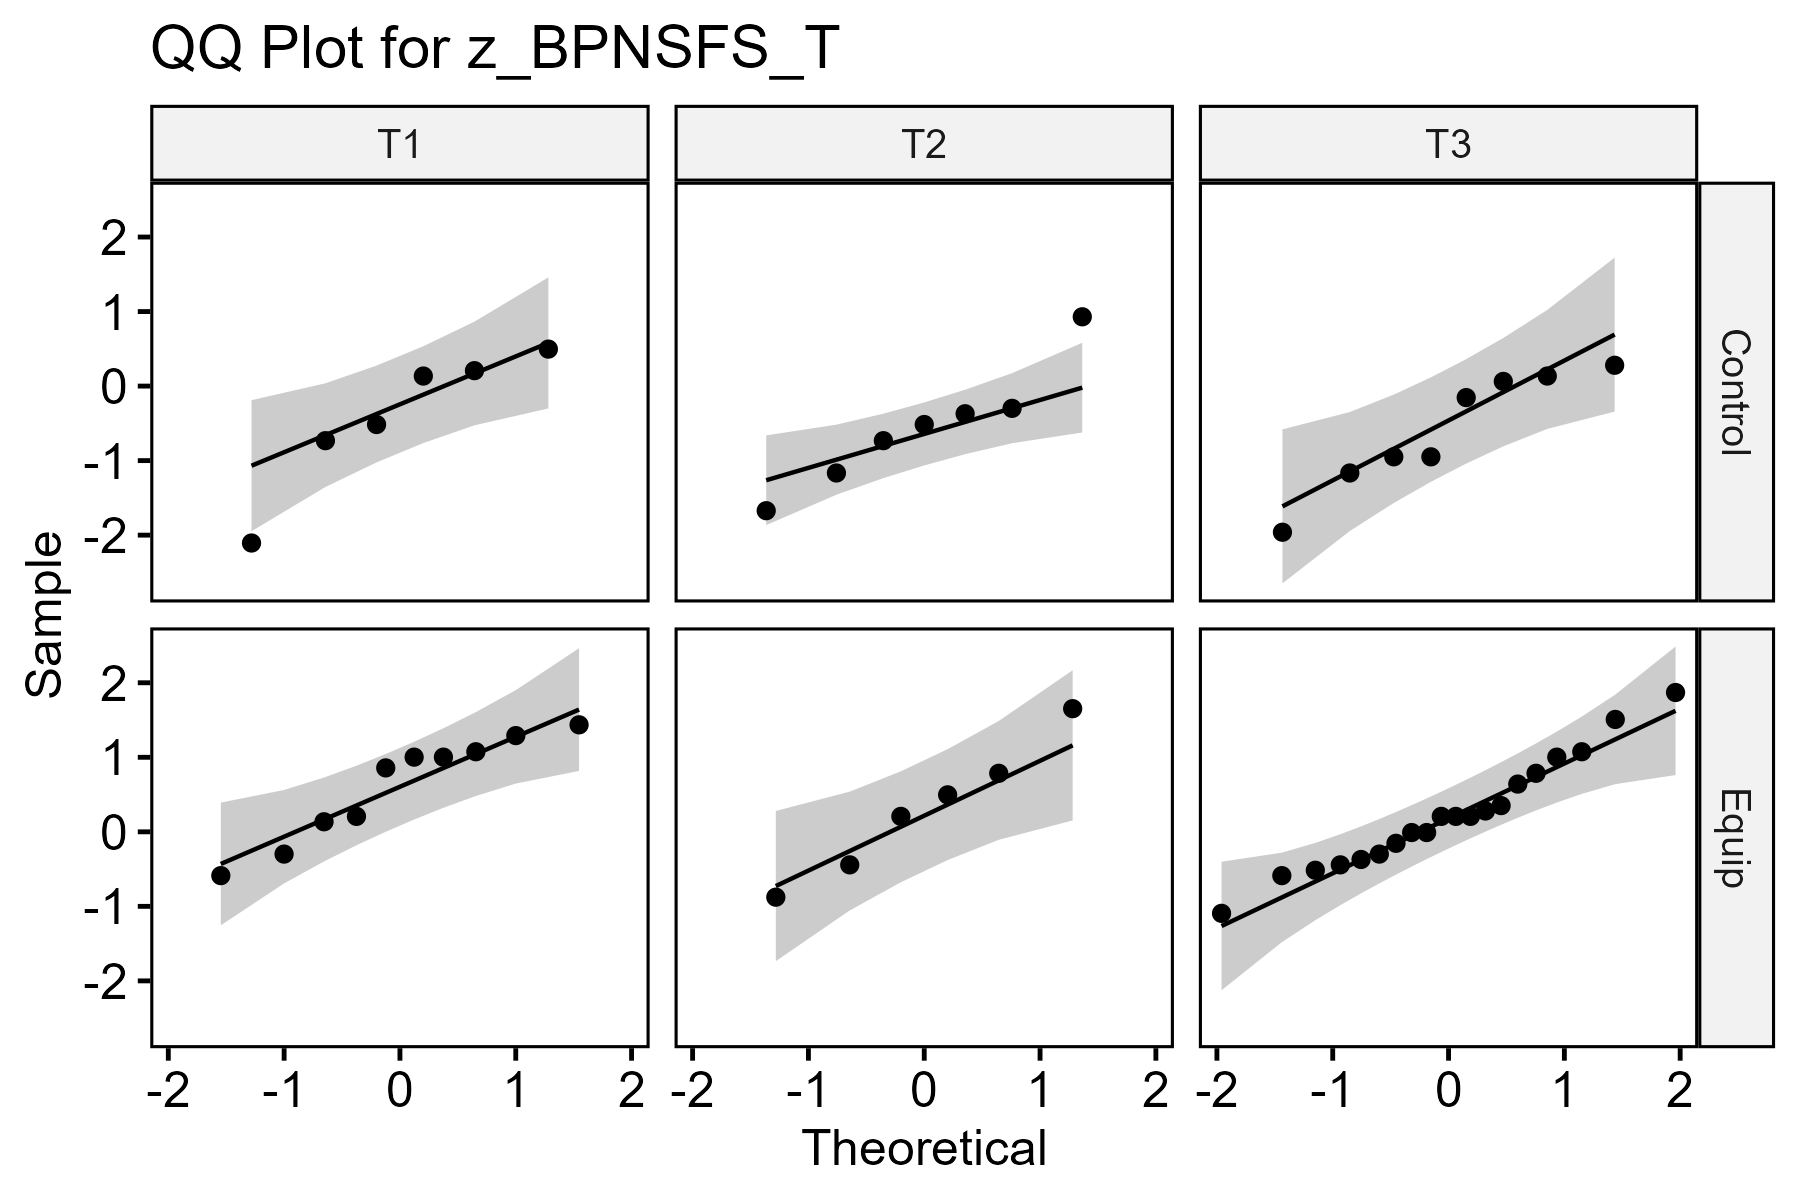 QQ Plot for z_BPNSFS_T
T1 T2 T3
2
1
0
-1
-2
Control
Sample
2
1
0
-1
-2
Equip
-2 -1 0 1 2 -2 -1 0 1 2 -2 -1 0 1 2
Theoretical